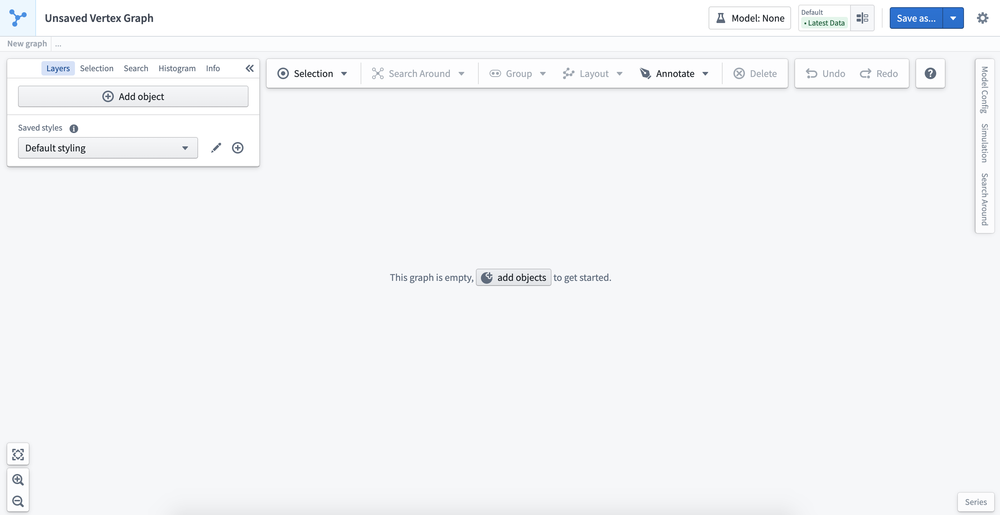 Unsaved Vertex Graph
Model: None
Default
• Latest Data
Save as...
New graph
...
Layers
Selection
Search
Histogram
Info
Add object
Saved styles
Default styling
Selection
Search Around
Group
Layout
Annotate
Delete
Undo
Redo
Model Config
Simulation
Search Around
This graph is empty, add objects to get started.
Series